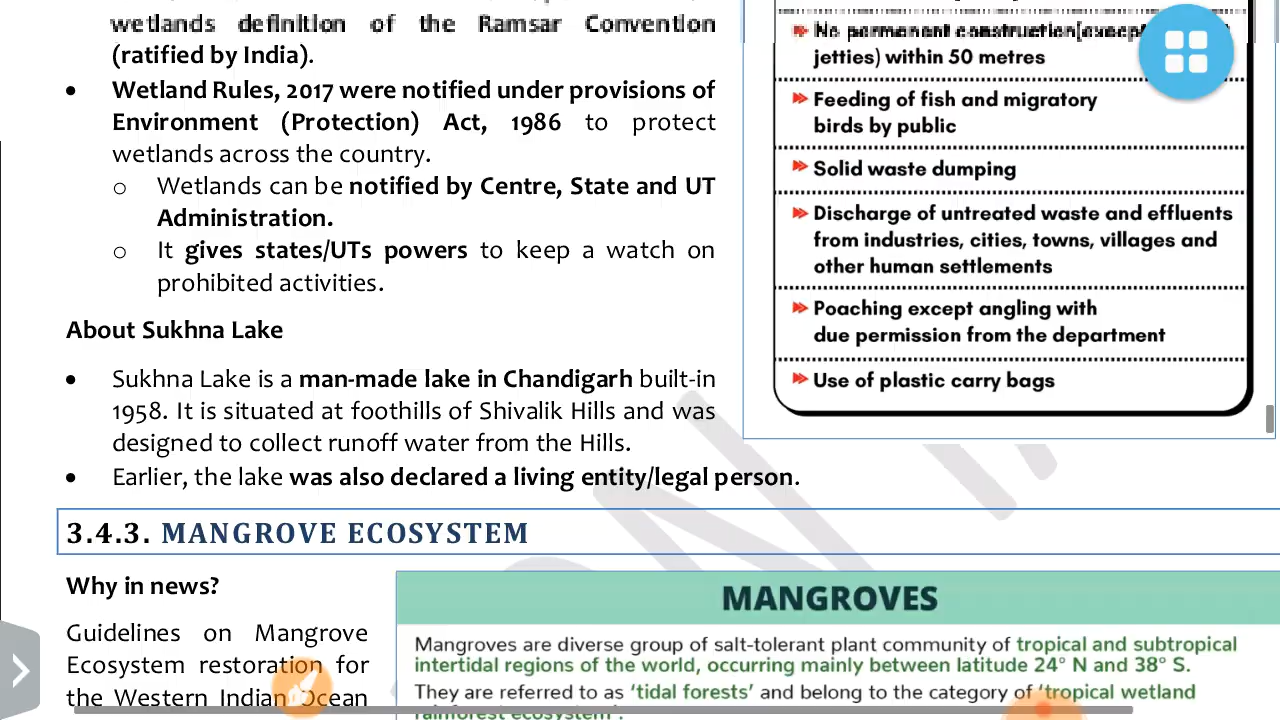 wetlands definition of the Ramsar Convention
(ratified by India).
• Wetland Rules, 2017 were notified under provisions of
Environment (Protection) Act, 1986 to protect
wetlands across the country.
o Wetlands can be notified by Centre, State and UT
Administration.
o It gives states/UTs powers to keep a watch on
prohibited activities.
About Sukhna Lake
• Sukhna Lake is a man-made lake in Chandigarh built-in
1958. It is situated at foothills of Shivalik Hills and was
designed to collect runoff water from the Hills.
• Earlier, the lake was also declared a living entity/legal person.
No permanent construction(except
jetties) within 50 metres
Feeding of fish and migratory
birds by public
Solid waste dumping
Discharge of untreated waste and effluents
from industries, cities, towns, villages and
other human settlements
Poaching except angling with
due permission from the department
Use of plastic carry bags
3.4.3. MANGROVE ECOSYSTEM
Why in news?
Guidelines on Mangrove
Ecosystem restoration for
the Western Indian Ocean
MANGROVES
Mangroves are diverse group of salt-tolerant plant community of tropical and subtropical
intertidal regions of the world, occurring mainly between latitude 24° N and 38° S.
They are referred to as 'tidal forests' and belong to the category of 'tropical wetland
rainforest ecosystem'.